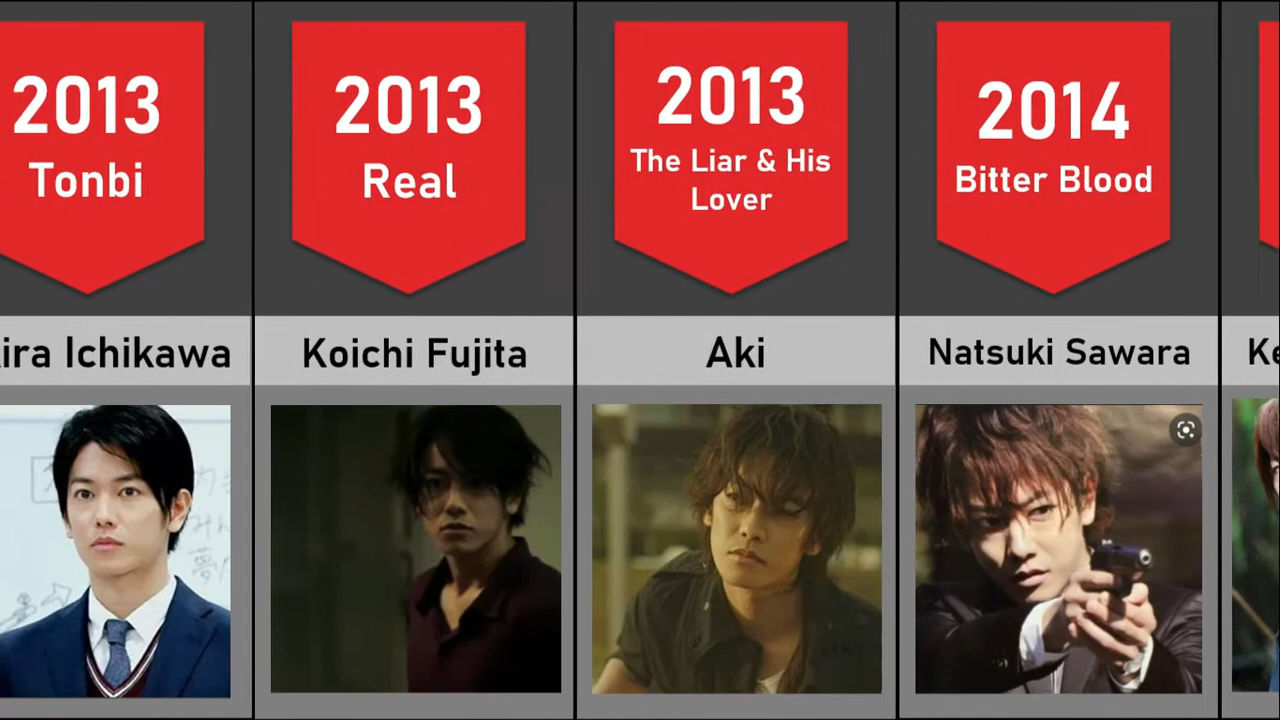 2013
Tonbi
2013
Real
2013
The Liar & His
Lover
2014
Bitter Blood
ira Ichikawa
Koichi Fujita
Aki
Natsuki Sawara
Ke